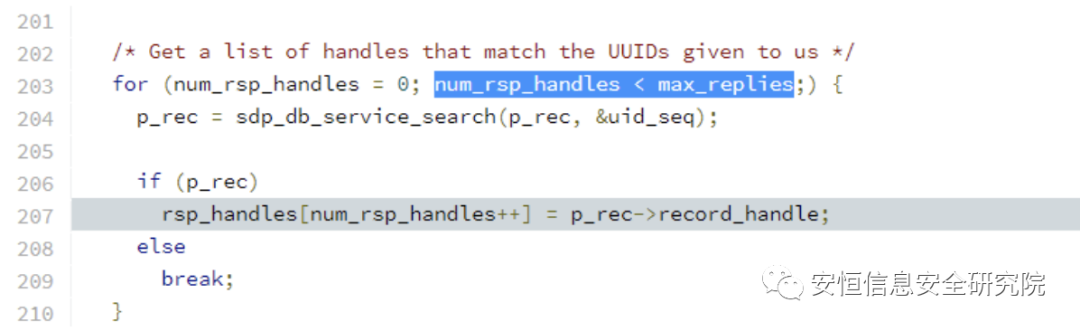 201
202 /* Get a list of handles that match the UUIDs given to us */
203 for (num_rsp_handles = 0; num_rsp_handles < max_replies;) {
204 p_rec = sdp_db_service_search(p_rec, &uid_seq);
205
206 if (p_rec)
207 rsp_handles[num_rsp_handles++] = p_rec->record_handle;
208 else
209 break;
210 }
安恒信息安全研究院